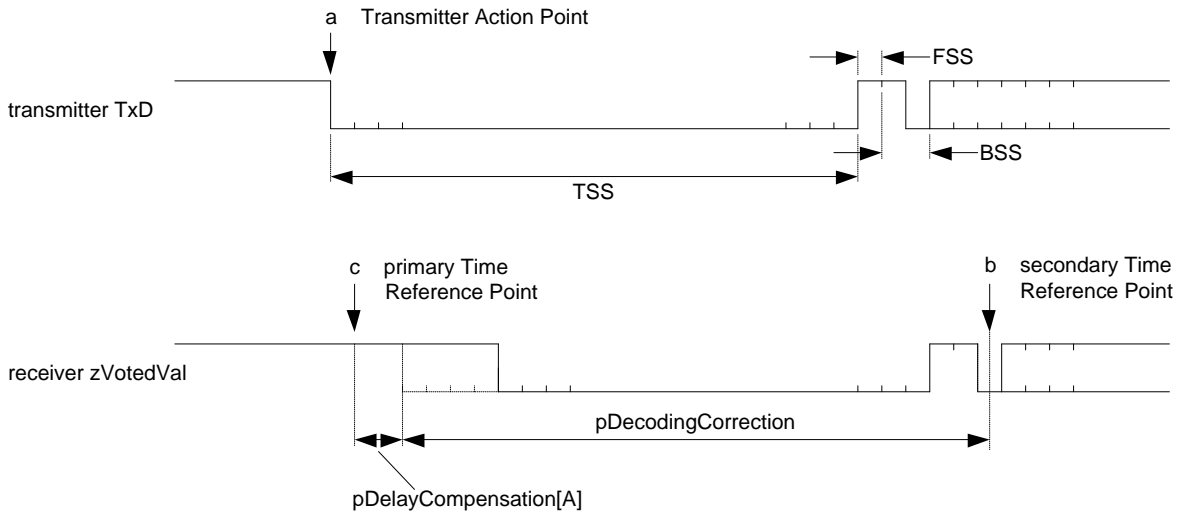 a Transmitter Action Point
FSS
transmitter TxD
BSS
TSS
c primary Time
Reference Point
b secondary Time
Reference Point
receiver zVotedVal
pDecodingCorrection
pDelayCompensation[A]